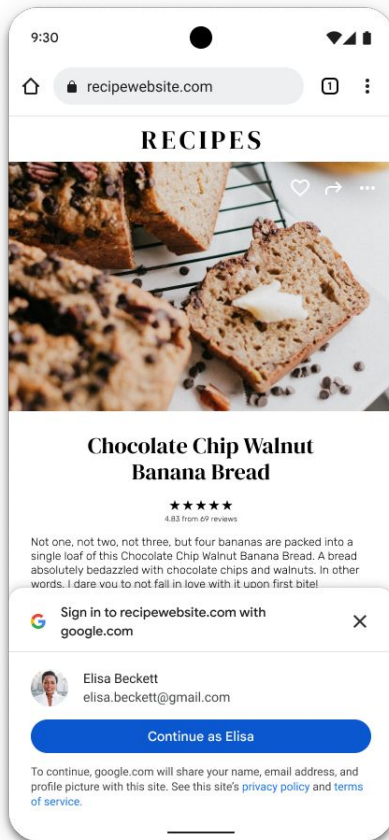 9:30
recipewebsite.com
1
RECIPES
Chocolate Chip Walnut
Banana Bread
4.83 from 69 reviews
Not one, not two, not three, but four bananas are packed into a
single loaf of this Chocolate Chip Walnut Banana Bread. A bread
absolutely bedazzled with chocolate chips and walnuts. In other
words, I dare you to not fall in love with it upon first bite!
Sign in to recipewebsite.com with
google.com
Elisa Beckett
elisa.beckett@gmail.com
Continue as Elisa
To continue, google.com will share your name, email address, and
profile picture with this site. See this site's privacy policy and terms
of service.